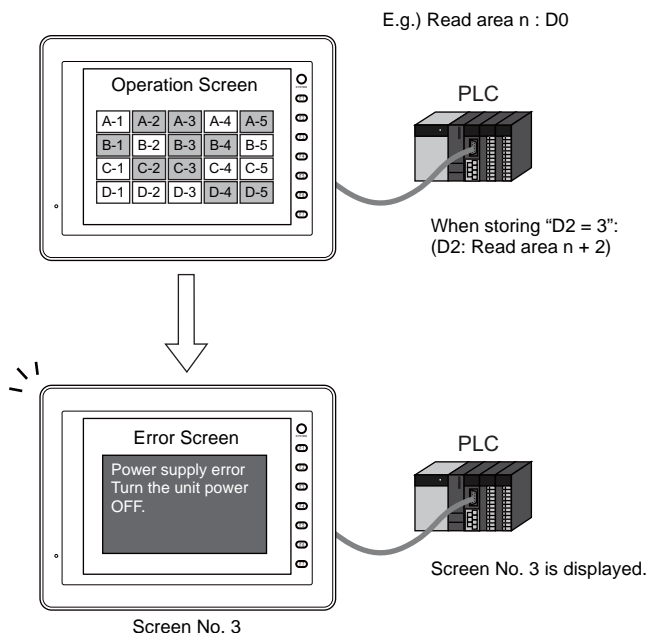 E.g.) Read area n : D0
Operation Screen
A-1 A-2 A-3 A-4 A-5
B-1 B-2 B-3 B-4 B-5
C-1 C-2 C-3 C-4 C-5
D-1 D-2 D-3 D-4 D-5
PLC
When storing “D2 = 3”:
(D2: Read area n + 2)
Error Screen
Power supply error
Turn the unit power
OFF.
PLC
Screen No. 3 is displayed.
Screen No. 3